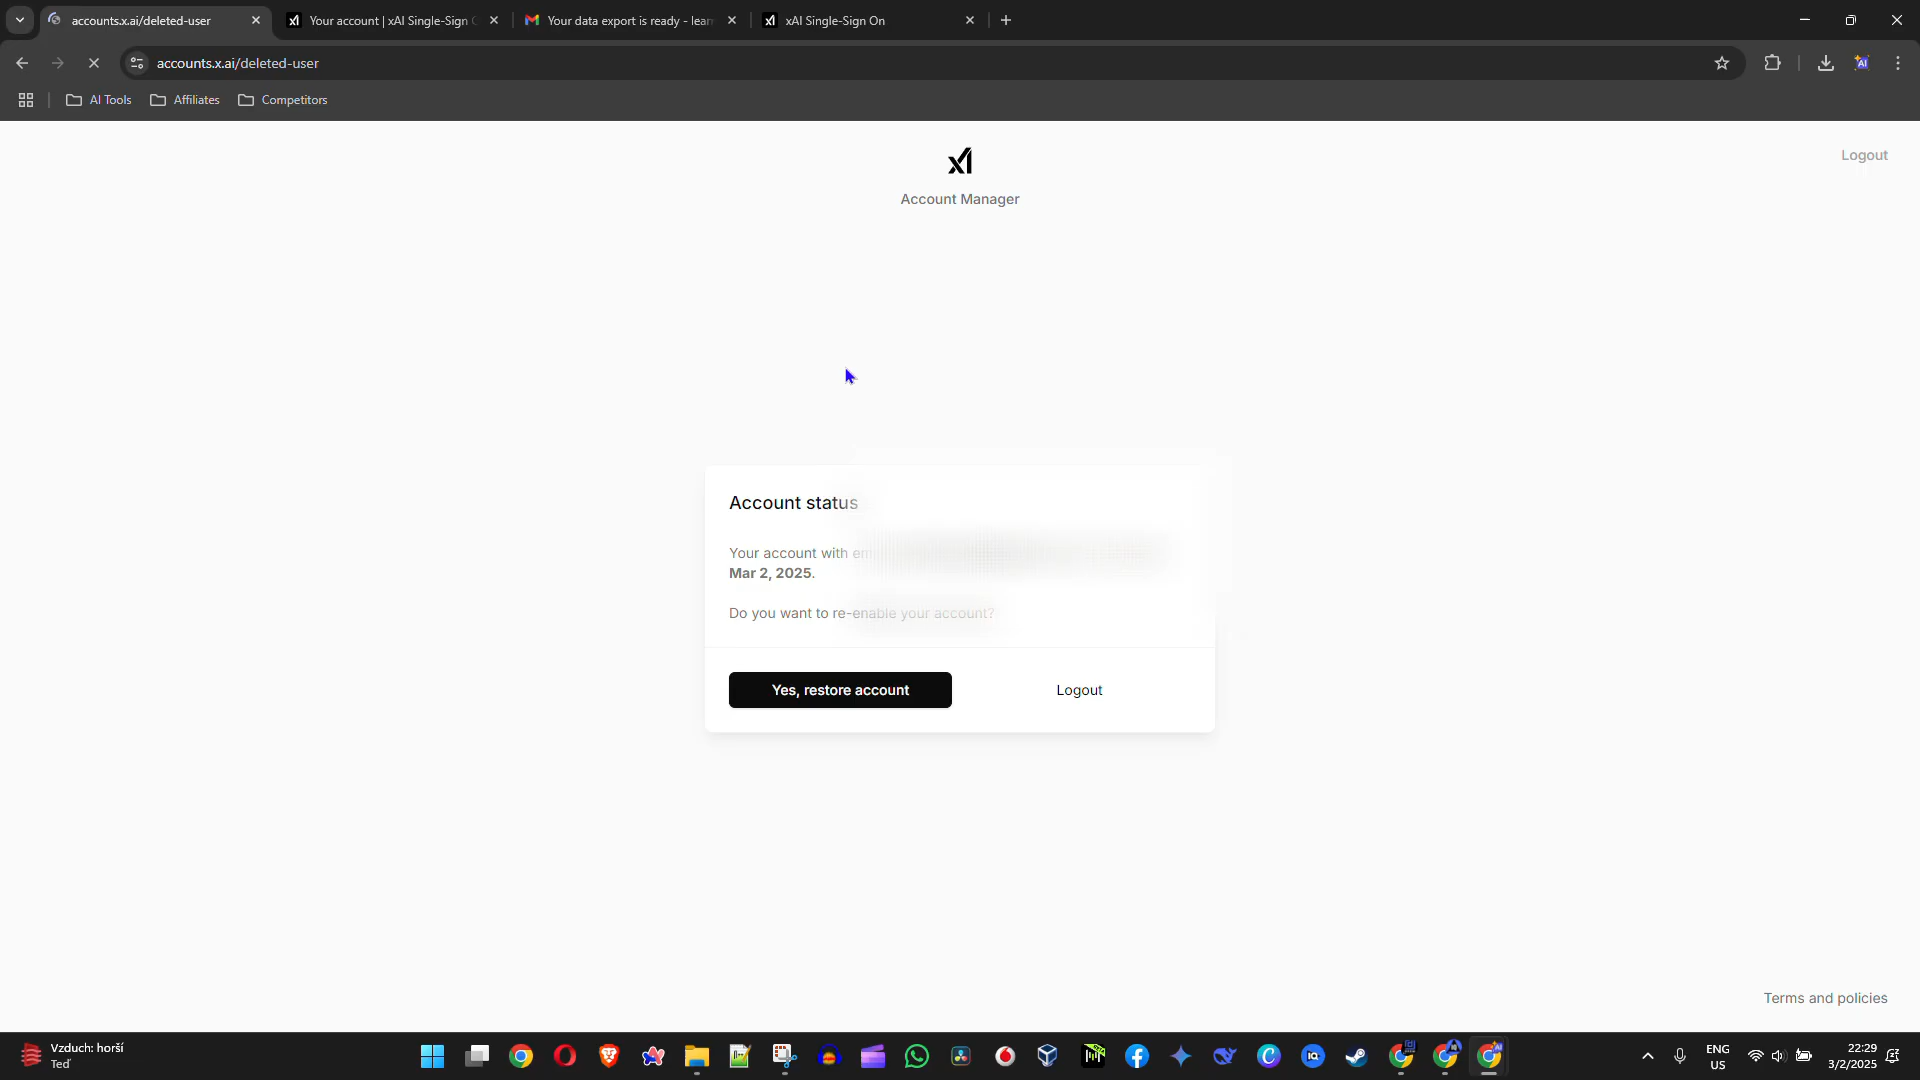 accounts.x.ai/deleted-user
Your account | xAI Single-Sign
Your data export is ready - lear
xAI Single-Sign On
accounts.x.ai/deleted-user
AI
AI Tools
Affiliates
Competitors
xI
Account Manager
Logout
Account status
Your account with
Mar 2, 2025.
Do you want to re-enable your account?
Yes, restore account
Logout
Terms and policies
Vzduch: horší
Teď
ENG
US
22:29
3/2/2025